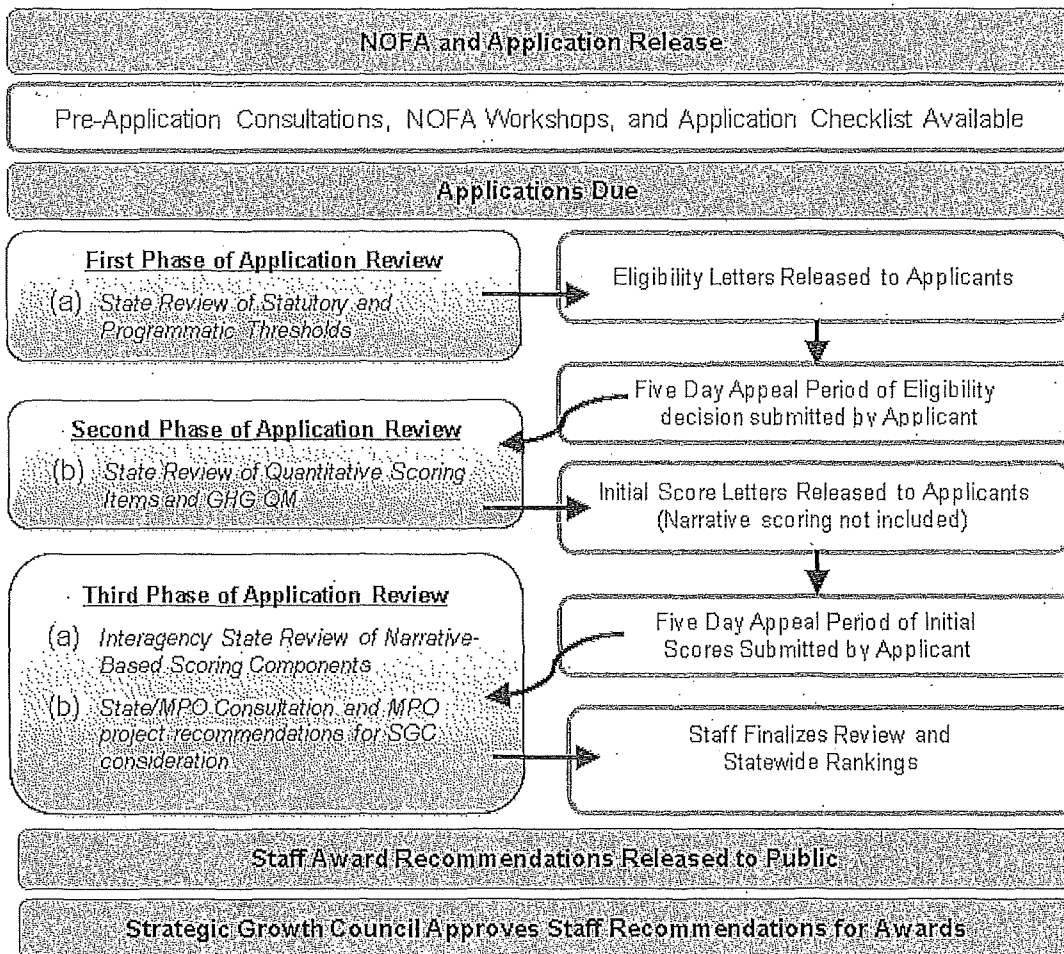 NOFA and Application Release
Pre-Application Consultations, NOFA Workshops, and Application Checklist Available
Applications Due
First Phase of Application Review
(a) State Review of Statutory and
Programmatic Thresholds
Eligibility Letters Released to Applicants
Five Day Appeal Period of Eligibility
decision submitted by Applicant
Second Phase of Application Review
(b) State Review of Quantitative Scoring
Items and GHG QM
Initial Score Letters Released to Applicants
(Narrative scoring not included)
Five Day Appeal Period of Initial
Scores Submitted by Applicant
Third Phase of Application Review
(a) Interagency State Review of Narrative-
Based Scoring Components
(b) State/MPO Consultation and MPO
project recommendations for SGC
consideration
Staff Finalizes Review and
Statewide Rankings
Staff Award Recommendations Released to Public
Strategic Growth Council Approves Staff Recommendations for Awards